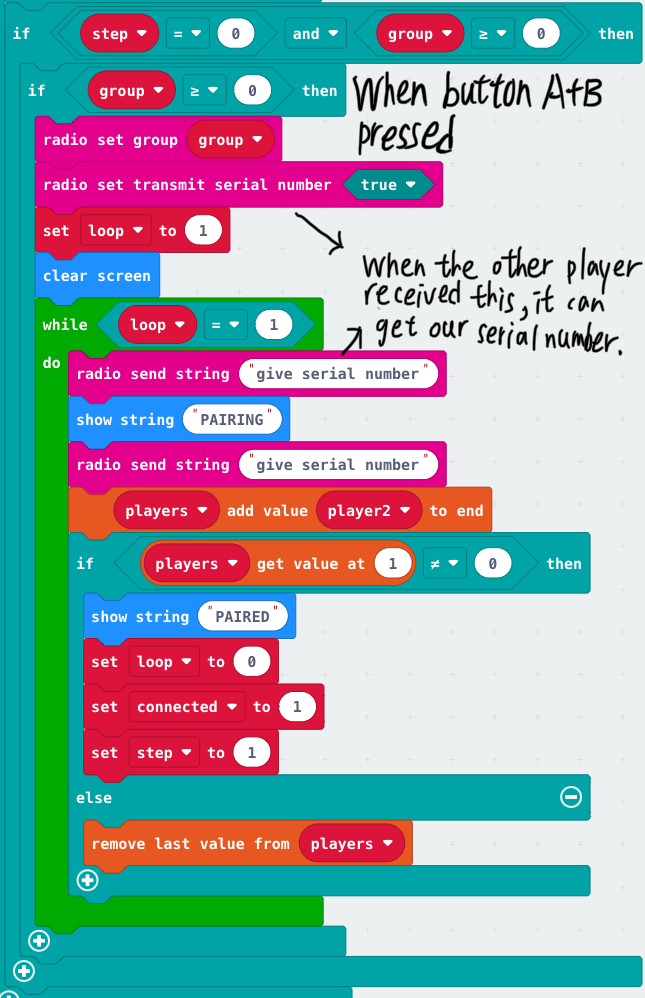 if step = 0 and group ≥ 0 then
if group ≥ 0 then
When button A+B
pressed
radio set group group
radio set transmit serial number true
set loop to 1
clear screen
When the other player
received this, it can
get our serial number.
while loop = 1
do
radio send string "give serial number"
show string "PAIRING"
radio send string "give serial number"
players add value player2 to end
if players get value at 1 ≠ 0 then
show string "PAIRED"
set loop to 0
set connected to 1
set step to 1
else
remove last value from players